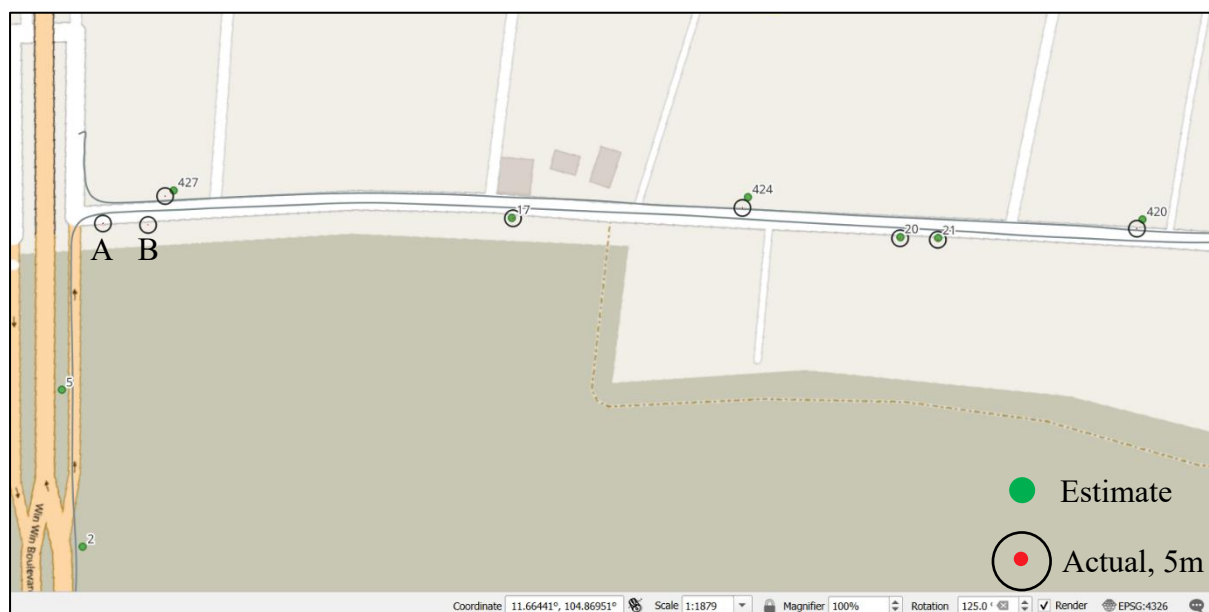 427
424
420
17
20
21
A B
5
2
Win Win Boulevar
Estimate
Actual, 5m
Coordinate 11.66441°, 104.86951° Scale 1:1879 Magnifier 100% Rotation 125.0 ° Render EPSG:4326